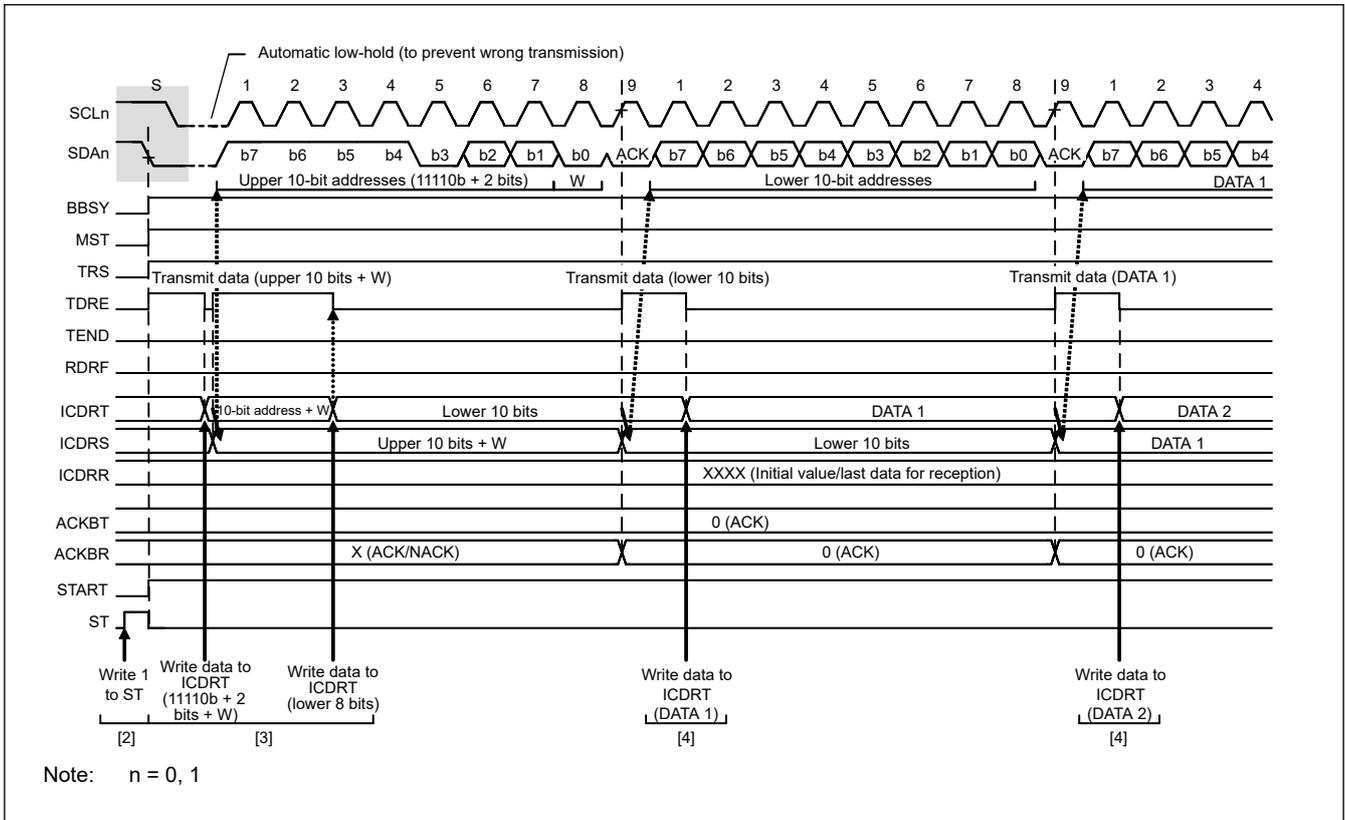 Automatic low-hold (to prevent wrong transmission)
S 1 2 3 4 5 6 7 8 9 1 2 3 4 5 6 7 8 9 1 2 3 4
SCLn
SDAn b7 b6 b5 b4 b3 b2 b1 b0 ACK b7 b6 b5 b4 b3 b2 b1 b0 ACK b7 b6 b5 b4
Upper 10-bit addresses (11110b + 2 bits) W Lower 10-bit addresses DATA 1
BBSY
MST
TRS
Transmit data (upper 10 bits + W) Transmit data (lower 10 bits) Transmit data (DATA 1)
TDRE
TEND
RDRF
ICDRT 10-bit address + W Lower 10 bits DATA 1 DATA 2
ICDRS Upper 10 bits + W Lower 10 bits DATA 1
ICDRR XXXX (Initial value/last data for reception)
ACKBT 0 (ACK)
ACKBR X (ACK/NACK) 0 (ACK) 0 (ACK)
START
ST
Write 1
to ST
Write data to
ICDRT
(11110b + 2
bits + W)
Write data to
ICDRT
(lower 8 bits)
Write data to
ICDRT
(DATA 1)
Write data to
ICDRT
(DATA 2)
[2] [3] [4] [4]
Note: n = 0, 1